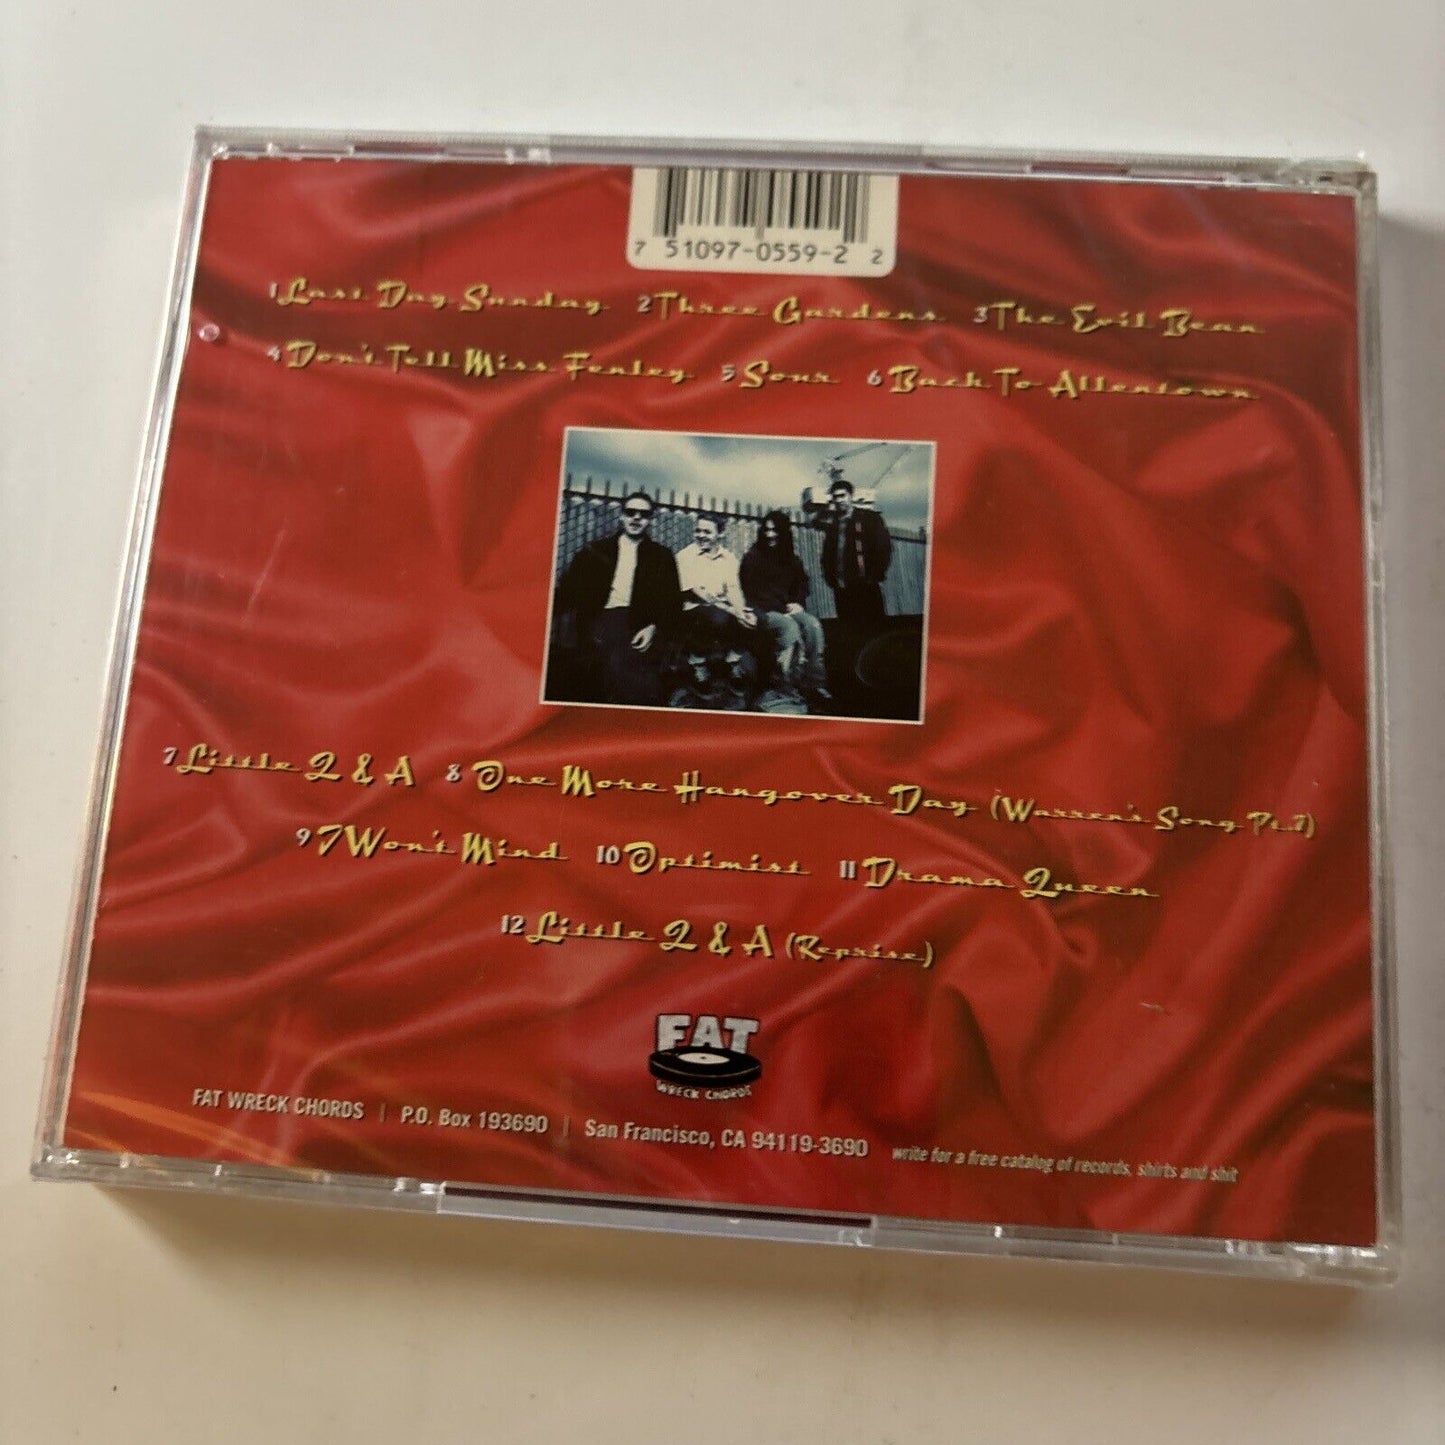 7 51097-0559-2 2
1 Last Day Sunday 2 Three Gardens 3 The Evil Bean
4 Don't Tell Miss Fenley 5 Sour 6 Back To Allentown
7 Little Q & A 8 One More Hangover Day (Warren's Song Pt.1)
9 I Won't Mind 10 Optimist 11 Drama Queen
12 Little Q & A (Reprise)
FAT
WRECK CHORDS
FAT WRECK CHORDS | P.O. Box 193690 | San Francisco, CA 94119-3690 write for a free catalog of records, shirts and shit